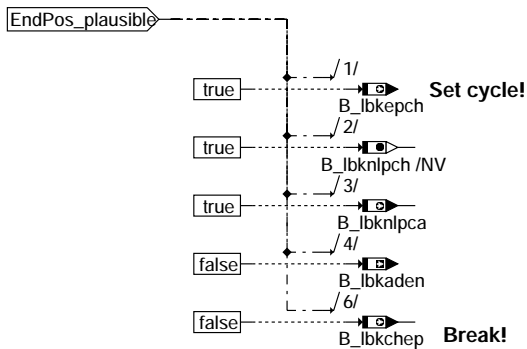 EndPos_plausible
1/
true
Set cycle!
B_lbkepch
2/
true
B_lbknlpch /NV
3/
true
B_lbknlpca
4/
false
B_lbkaden
6/
false
B_lbkchep
Break!